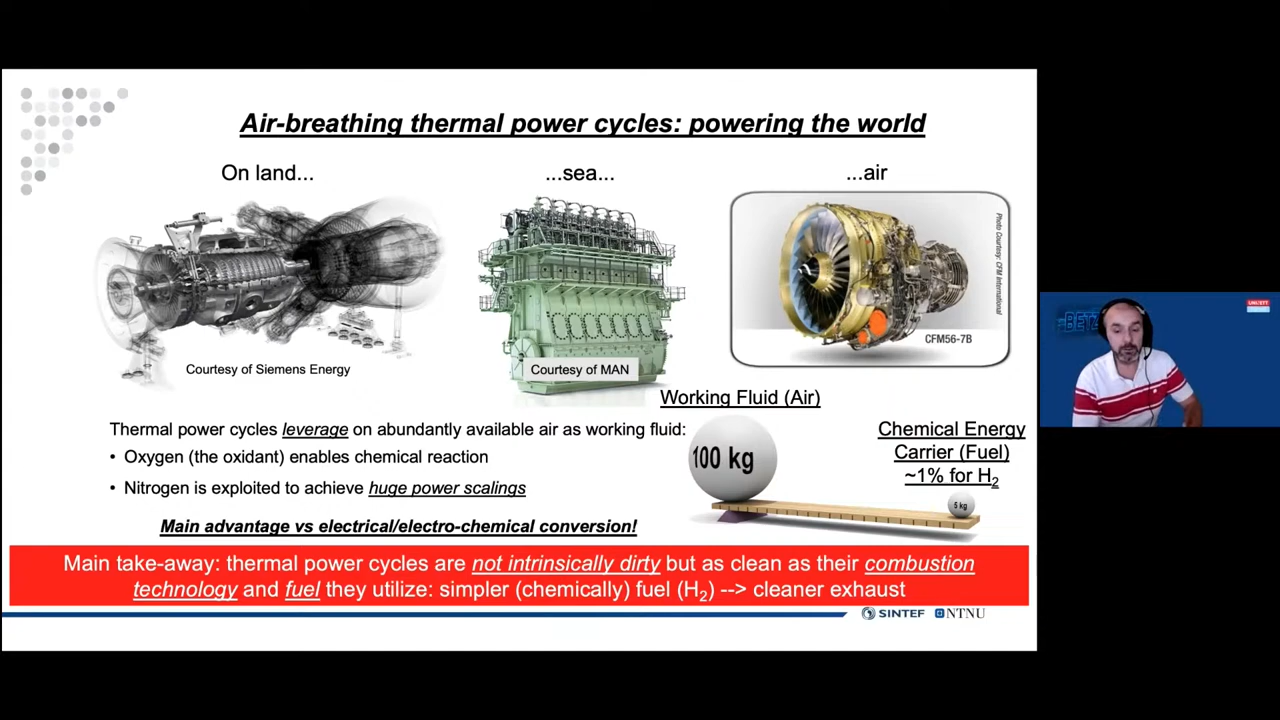 Air-breathing thermal power cycles: powering the world
On land...
...sea...
...air
Photo Courtesy: CFM International
CFM56-7B
Courtesy of Siemens Energy
Courtesy of MAN
Working Fluid (Air)
Thermal power cycles leverage on abundantly available air as working fluid:
• Oxygen (the oxidant) enables chemical reaction
• Nitrogen is exploited to achieve huge power scalings
Main advantage vs electrical/electro-chemical conversion!
100 kg
Chemical Energy
Carrier (Fuel)
~1% for H2
5 kg
Main take-away: thermal power cycles are not intrinsically dirty but as clean as their combustion
technology and fuel they utilize: simpler (chemically) fuel (H2) --> cleaner exhaust
SINTEF
NTNU